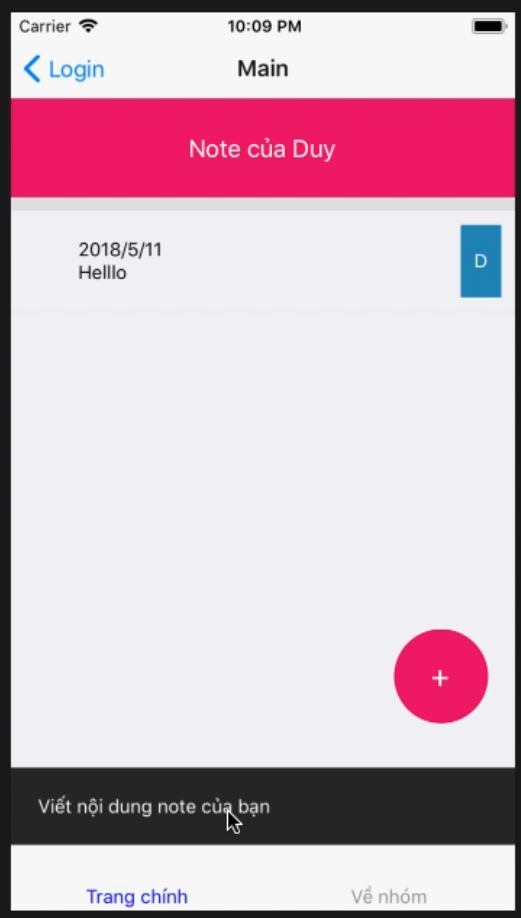 Carrier 10:09 PM
Login Main
Note của Duy
2018/5/11
Helllo
D
+
Viết nội dung note của bạn
Trang chính Về nhóm